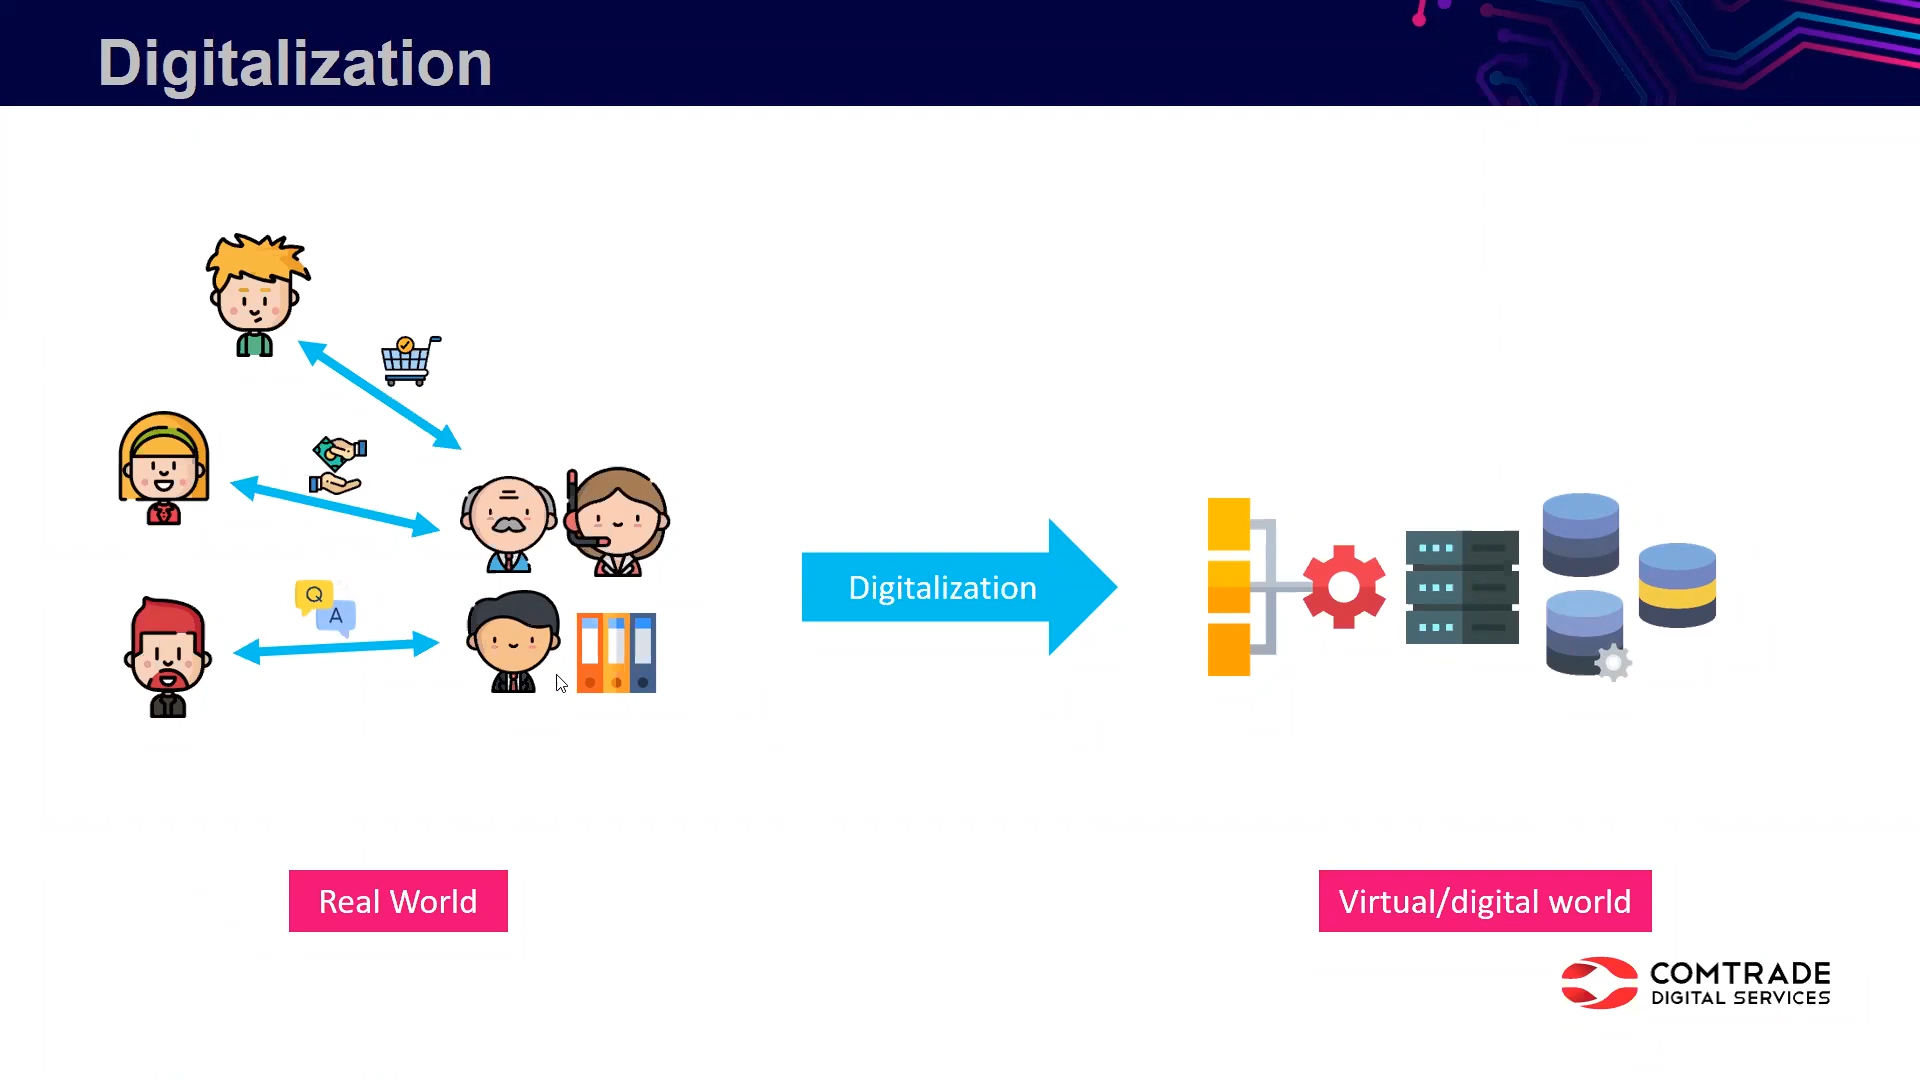 Digitalization
Q
A
Digitalization
Real World
Virtual/digital world
COMTRADE
DIGITAL SERVICES